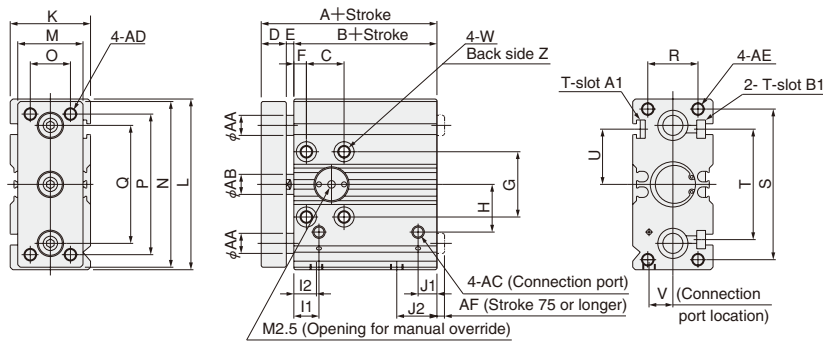 A+Stroke
K
D
E
B+Stroke
M
O
4-AD
F
C
4-W
Back side Z
R
4-AE
T-slot A1
2- T-slot B1
φAA
φAB
φAA
Q
P
N
L
G
H
U
T
S
I2
I1
J1
J2
4-AC (Connection port)
AF (Stroke 75 or longer)
M2.5 (Opening for manual override)
V (Connection
port location)